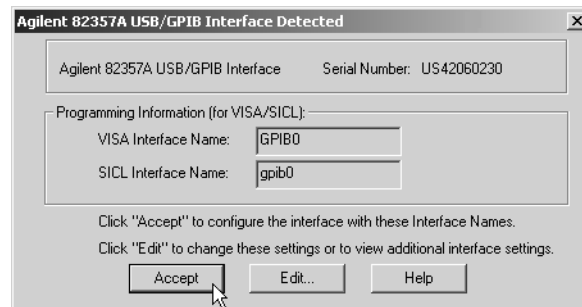 Agilent 82357A USB/GPIB Interface Detected
Agilent 82357A USB/GPIB Interface Serial Number: US42060230
Programming Information (for VISA/SICL):
VISA Interface Name: GPIB0
SICL Interface Name: gpib0
Click "Accept" to configure the interface with these Interface Names.
Click "Edit" to change these settings or to view additional interface settings.
Accept Edit... Help